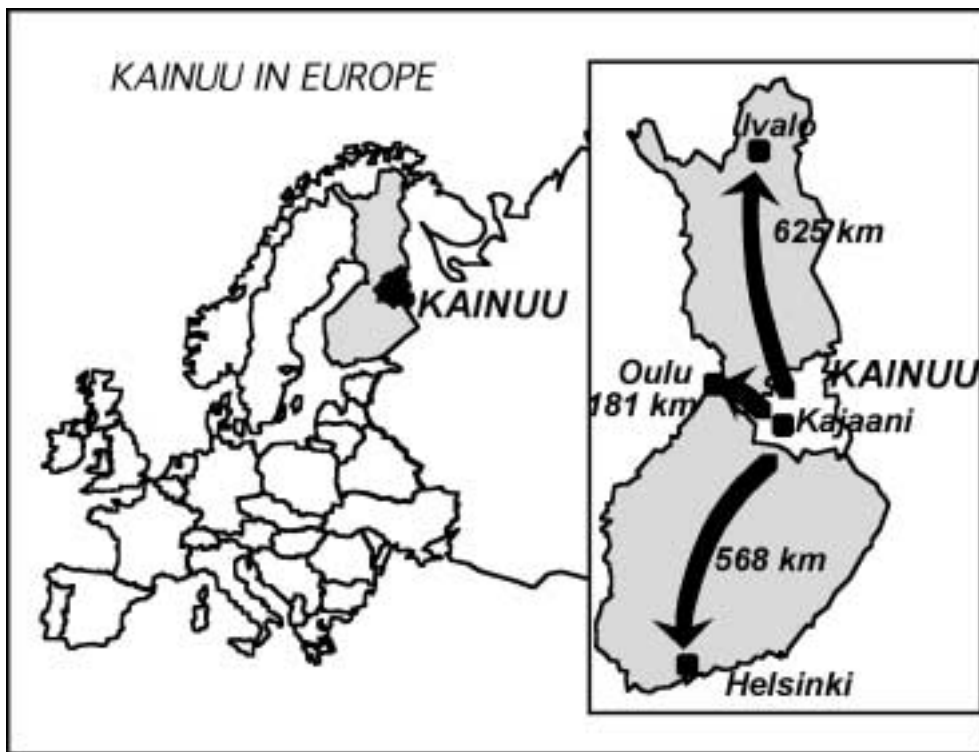 KAINUU IN EUROPE
KAINUU
Ivalo
625 km
KAINUU
Oulu
181 km
Kajaani
568 km
Helsinki